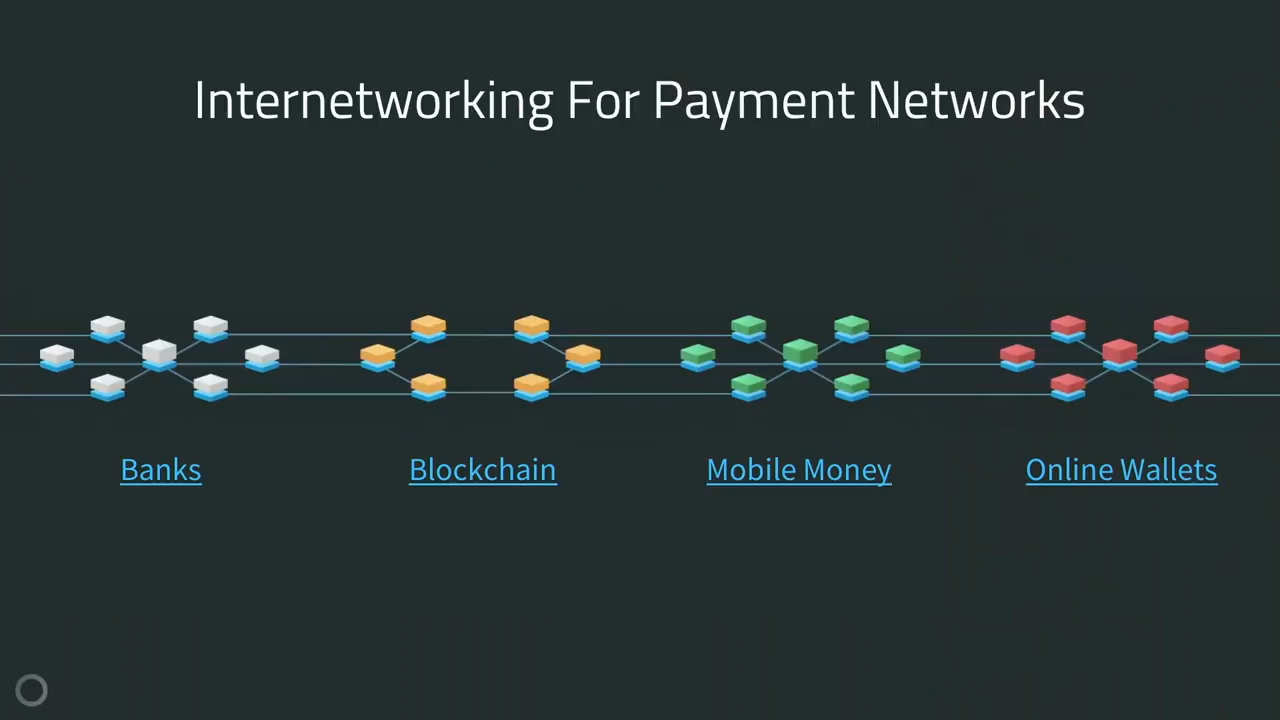 Internetworking For Payment Networks
Banks
Blockchain
Mobile Money
Online Wallets